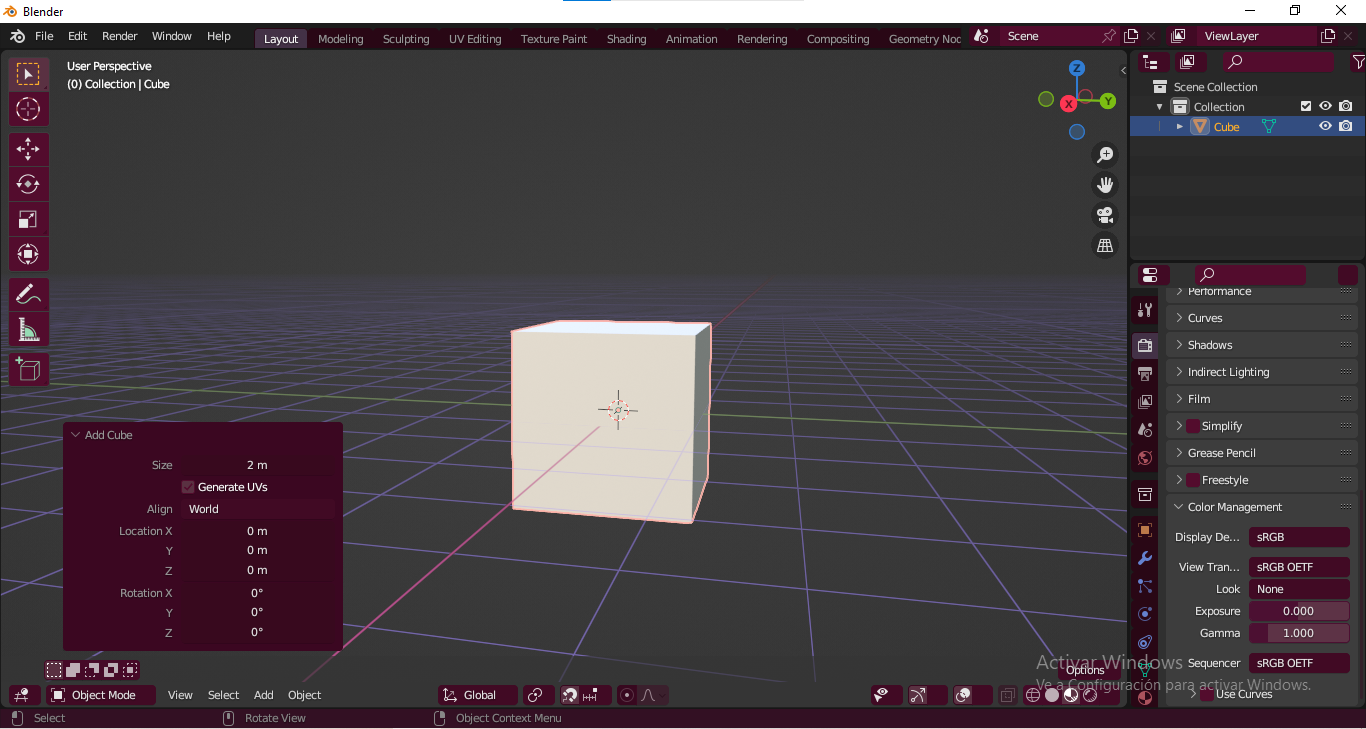 Blender
File Edit Render Window Help Layout Modeling Sculpting UV Editing Texture Paint Shading Animation Rendering Compositing Geometry Noc Scene ViewLayer
User Perspective
(0) Collection | Cube
Z
Y
X
Scene Collection
Collection
Cube
Performance
Curves
Shadows
Indirect Lighting
Film
Simplify
Grease Pencil
Freestyle
Color Management
Display De... sRGB
View Tran... sRGB OETF
Look None
Exposure 0.000
Gamma 1.000
Sequencer sRGB OETF
Use Curves
Add Cube
Size 2 m
Generate UVs
Align World
Location X 0 m
Y 0 m
Z 0 m
Rotation X 0°
Y 0°
Z 0°
Activar Windows
Ve a Configuración para activar Windows.
Options
Object Mode View Select Add Object Global
Select Rotate View Object Context Menu